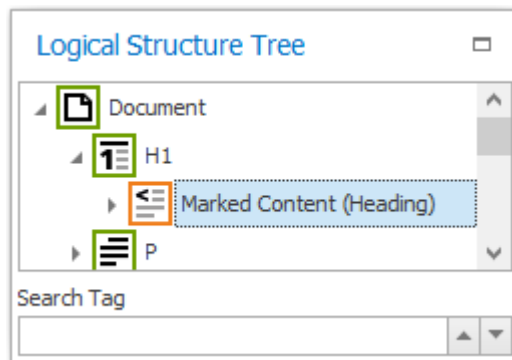 Logical Structure Tree
Document
H1
Marked Content (Heading)
P
Search Tag